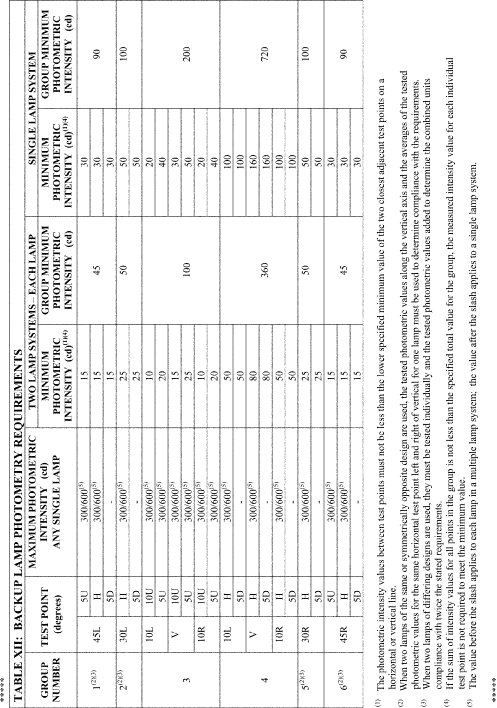 *****
TABLE XII: BACKUP LAMP PHOTOMETRY REQUIREMENTS
GROUP NUMBER TEST POINT (degrees) MAXIMUM PHOTOMETRIC INTENSITY (cd) ANY SINGLE LAMP TWO LAMP SYSTEMS – EACH LAMP SINGLE LAMP SYSTEM
MINIMUM PHOTOMETRIC INTENSITY (cd)(1)(4) GROUP MINIMUM PHOTOMETRIC INTENSITY (cd) MINIMUM PHOTOMETRIC INTENSITY (cd)(1)(4) GROUP MINIMUM PHOTOMETRIC INTENSITY (cd)
5U 300/600(5) 15 30
1(2)(3) 45L H 300/600(5) 15 45 30 90
5D - 15 30
2(2)(3) 30L H 300/600(5) 25 50 50 100
5D - 25 50
10L 10U 300/600(5) 10 20
5U 300/600(5) 20 40
3 V 10U 300/600(5) 15 100 30 200
5U 300/600(5) 25 50
10R 10U 300/600(5) 10 20
5U 300/600(5) 20 40
10L H 300/600(5) 50 100
5D - 50 100
4 V H 300/600(5) 80 360 160 720
5D - 80 160
10R H 300/600(5) 50 100
5D - 50 100
5(2)(3) 30R H 300/600(5) 25 50 50 100
5D - 25 50
5U 300/600(5) 15 30
6(2)(3) 45R H 300/600(5) 15 45 30 90
5D - 15 30
(1) The photometric intensity values between test points must not be less than the lower specified minimum value of the two closest adjacent test points on a
horizontal or vertical line.
(2) When two lamps of the same or symmetrically opposite design are used, the tested photometric values along the vertical axis and the averages of the tested
photometric values for the same horizontal test point left and right of vertical for one lamp must be used to determine compliance with the requirements.
(3) When two lamps of differing designs are used, they must be tested individually and the tested photometric values added to determine the combined units
compliance with twice the stated requirements.
(4) If the sum of intensity values for all points in the group is not less than the specified total value for the group, the measured intensity value for each individual
test point is not required to meet the minimum value.
(5) The value before the slash applies to each lamp in a multiple lamp system; the value after the slash applies to a single lamp system.
*****